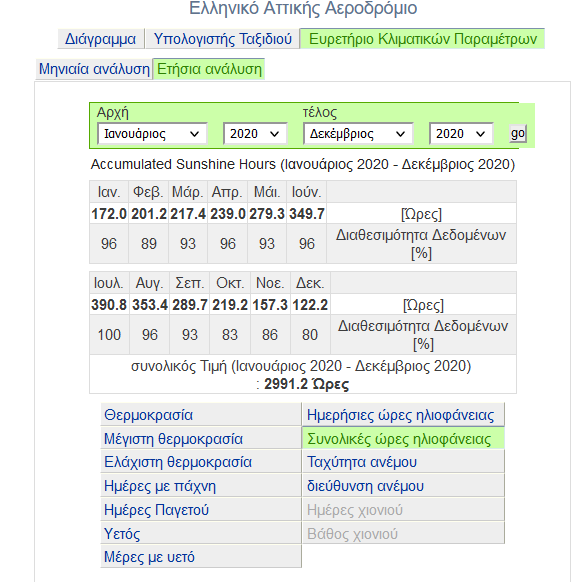 Ελληνικό Αττικής Αεροδρόμιο
Διάγραμμα Υπολογιστής Ταξιδιού Ευρετήριο Κλιματικών Παραμέτρων
Μηνιαία ανάλυση Ετήσια ανάλυση
Αρχή τέλος
Ιανουάριος 2020 Δεκέμβριος 2020 go
Accumulated Sunshine Hours (Ιανουάριος 2020 - Δεκέμβριος 2020)
Ιαν. Φεβ. Μάρ. Απρ. Μάι. Ιούν.
172.0 201.2 217.4 239.0 279.3 349.7 [Ώρες]
96 89 93 96 93 96 Διαθεσιμότητα Δεδομένων
[%]
Ιουλ. Αυγ. Σεπ. Οκτ. Νοε. Δεκ.
390.8 353.4 289.7 219.2 157.3 122.2 [Ώρες]
100 96 93 83 86 80 Διαθεσιμότητα Δεδομένων
[%]
συνολικός Τιμή (Ιανουάριος 2020 - Δεκέμβριος 2020)
: 2991.2 Ώρες
Θερμοκρασία Ημερήσιες ώρες ηλιοφάνειας
Μέγιστη θερμοκρασία Συνολικές ώρες ηλιοφάνειας
Ελάχιστη θερμοκρασία Ταχύτητα ανέμου
Ημέρες με πάχνη διεύθυνση ανέμου
Ημέρες Παγετού Ημέρες χιονιού
Υετός Βάθος χιονιού
Μέρες με υετό